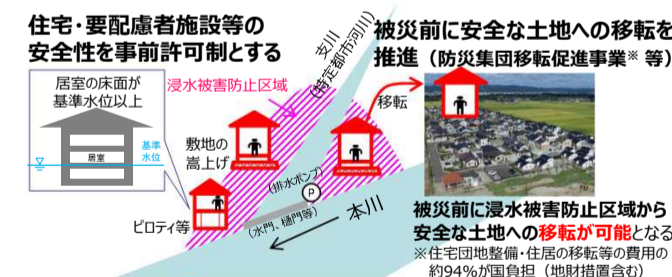 住宅・要配慮者施設等の
安全性を事前許可制とする
居室の床面が
基準水位以上
居室
基準
水位
浸水被害防止区域
敷地の
嵩上げ
ピロティ等
支川
(特定都市河川)
(排水ポンプ)
P
(水門、樋門等)
本川
移転
被災前に安全な土地への移転を
推進(防災集団移転促進事業※ 等)
被災前に浸水被害防止区域から
安全な土地への移転が可能となる
※住宅団地整備・住居の移転等の費用の
約94%が国負担(地財措置含む)